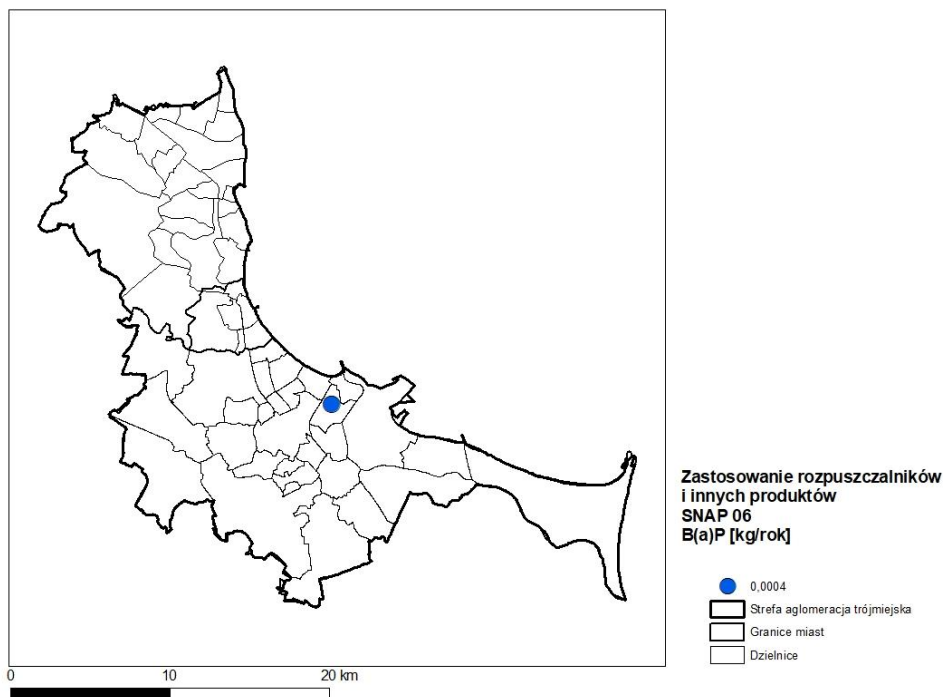 Zastosowanie rozpuszczalników
i innych produktów
SNAP 06
B(a)P [kg/rok]
0,0004
Strefa aglomeracja trójmiejska
Granice miast
Dzielnice
0 10 20 km